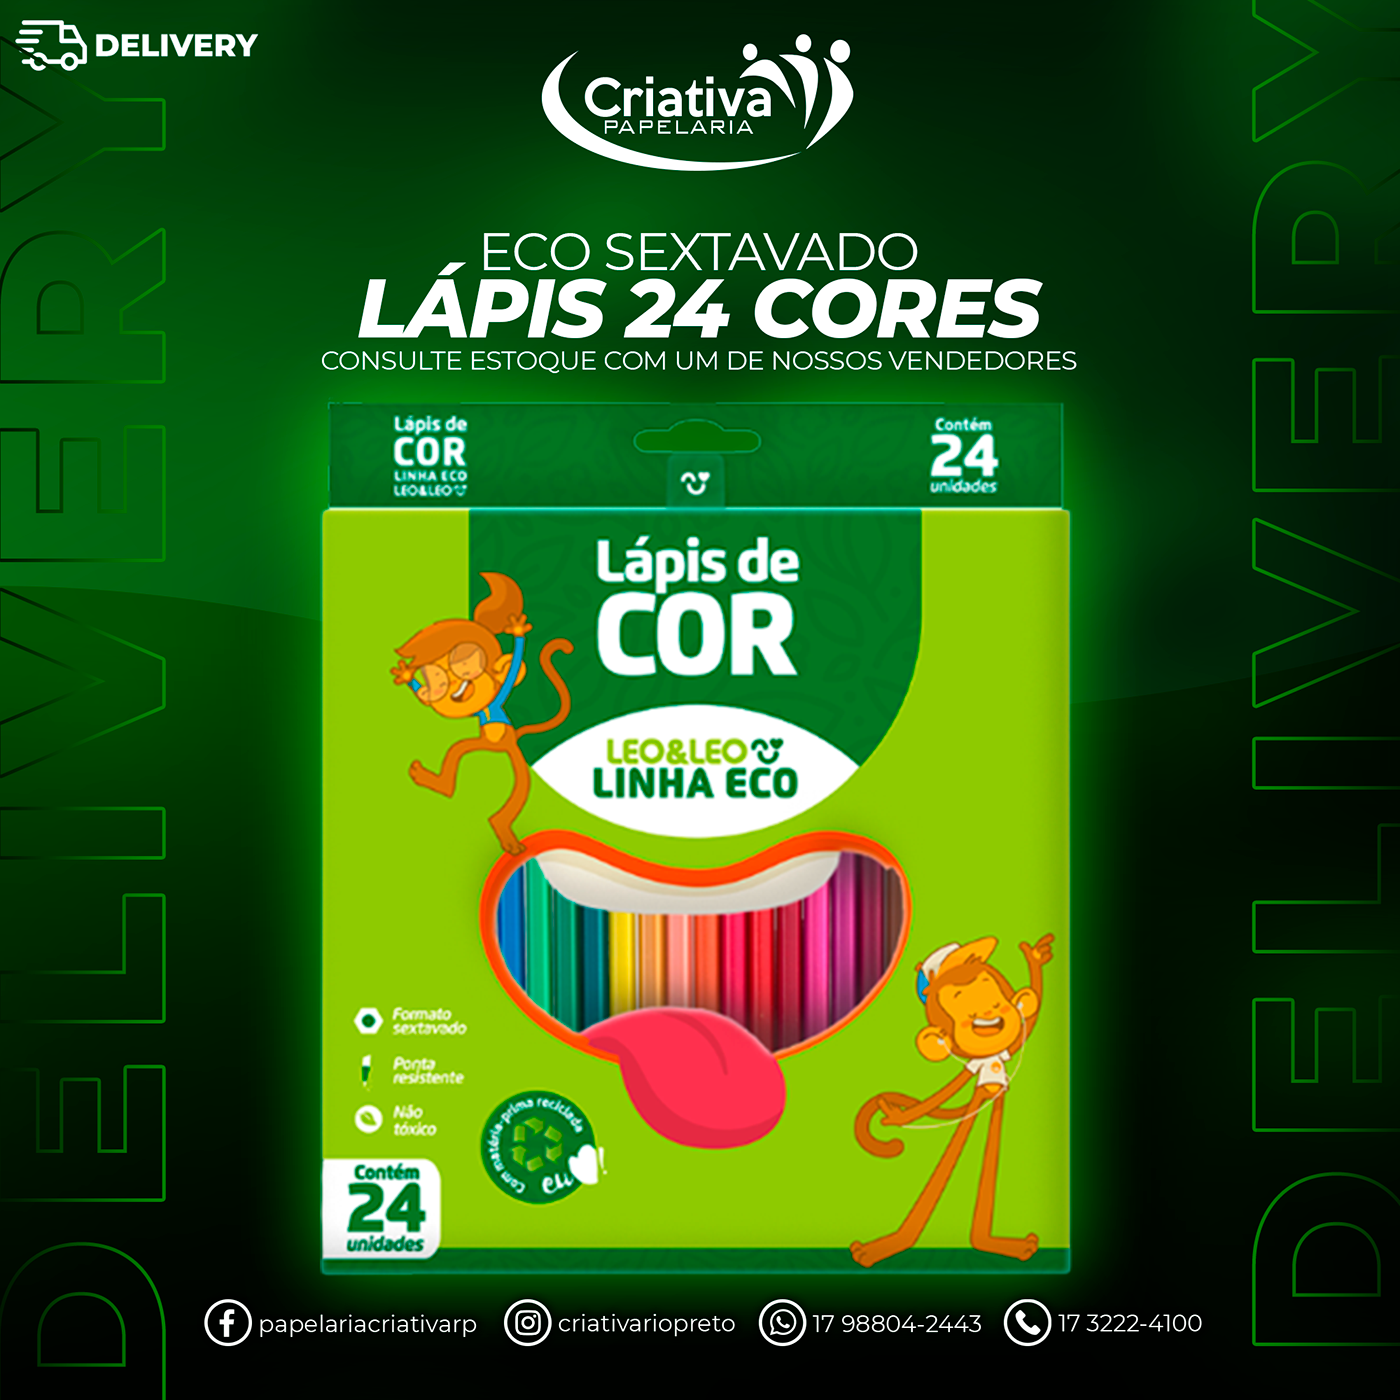 DELIVERY
Criativa
PAPELARIA
ECO SEXTAVADO
LÁPIS 24 CORES
CONSULTE ESTOQUE COM UM DE NOSSOS VENDEDORES
Lápis de
COR
LINHA ECO
LEO&LEO
Contém
24
unidades
Lápis de
COR
LEO&LEO
LINHA ECO
Formato
sextavado
Ponta
resistente
Não
tóxico
Com matéria-prima reciclada
eu
Contém
24
unidades
DELIVERY
DELIVERY
papelariacriativarp
criativariopreto
17 98804-2443
17 3222-4100